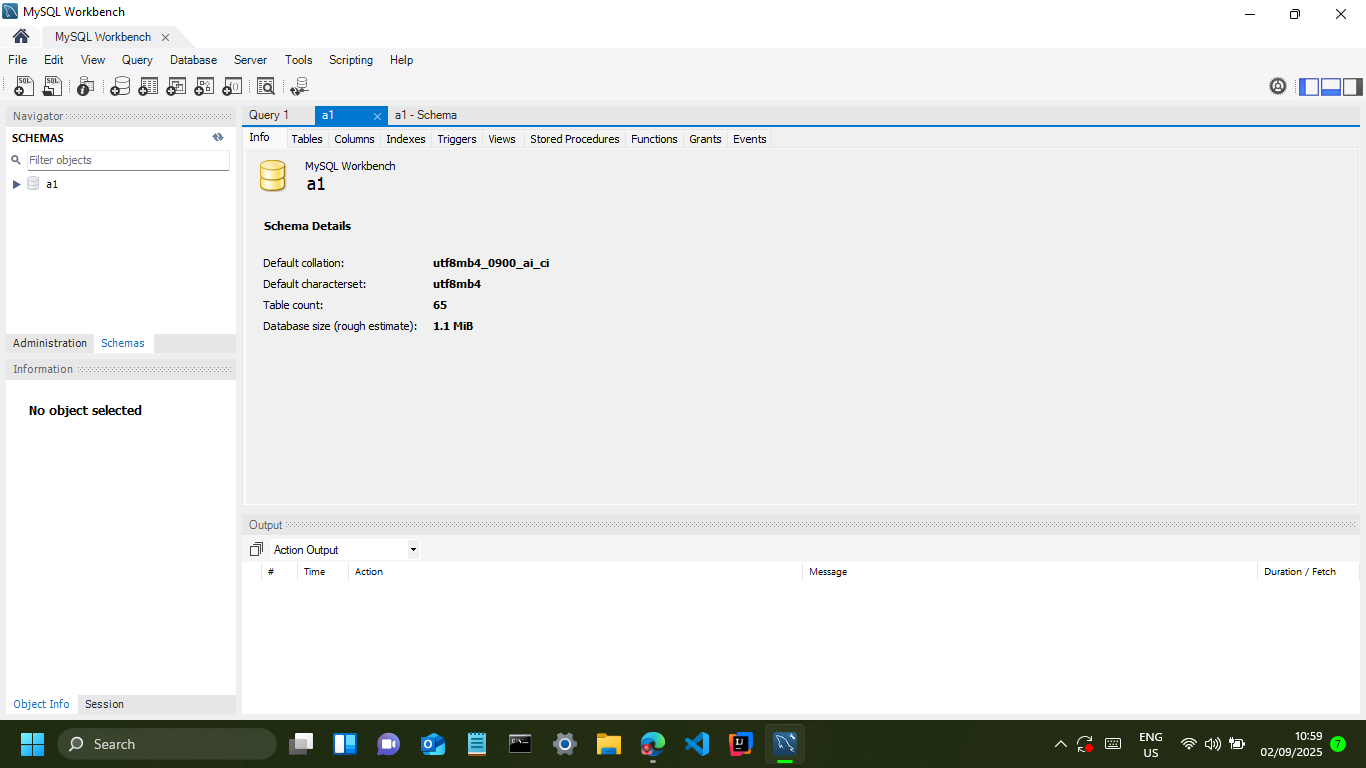 MySQL Workbench
MySQL Workbench
File Edit View Query Database Server Tools Scripting Help
Navigator
SCHEMAS
Filter objects
a1
Administration Schemas
Information
No object selected
Object Info Session
Query 1 a1 a1 - Schema
Info Tables Columns Indexes Triggers Views Stored Procedures Functions Grants Events
MySQL Workbench
a1
Schema Details
Default collation: utf8mb4_0900_ai_ci
Default characterset: utf8mb4
Table count: 65
Database size (rough estimate): 1.1 MiB
Output
Action Output
# Time Action Message Duration / Fetch
Search
ENG
US
10:59
02/09/2025
7